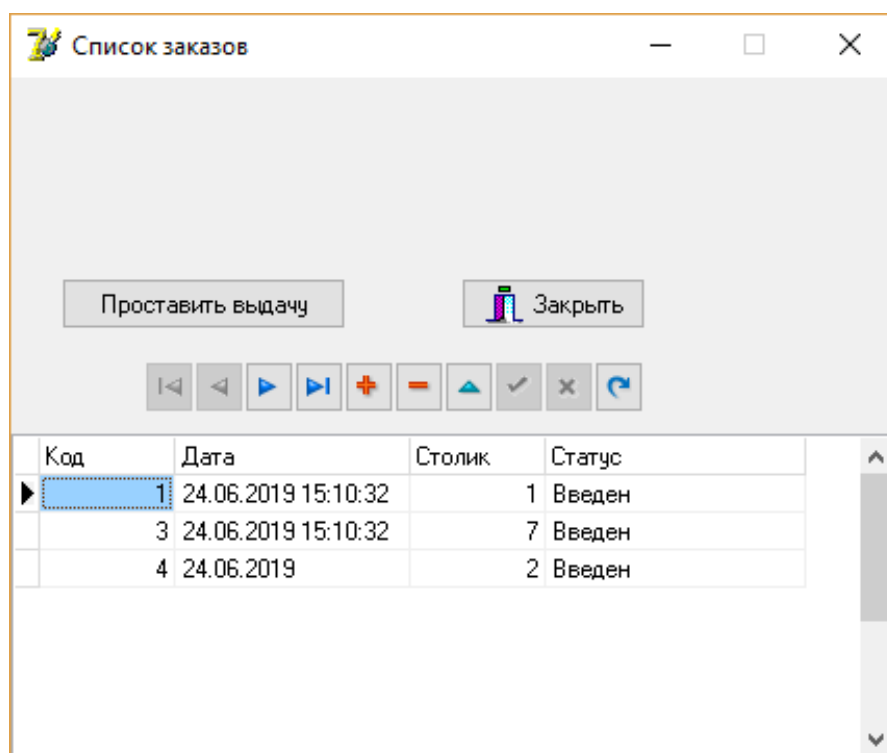 Список заказов
Проставить выдачу Закрыть
Код Дата Столик Статус
1 24.06.2019 15:10:32 1 Введен
3 24.06.2019 15:10:32 7 Введен
4 24.06.2019 2 Введен